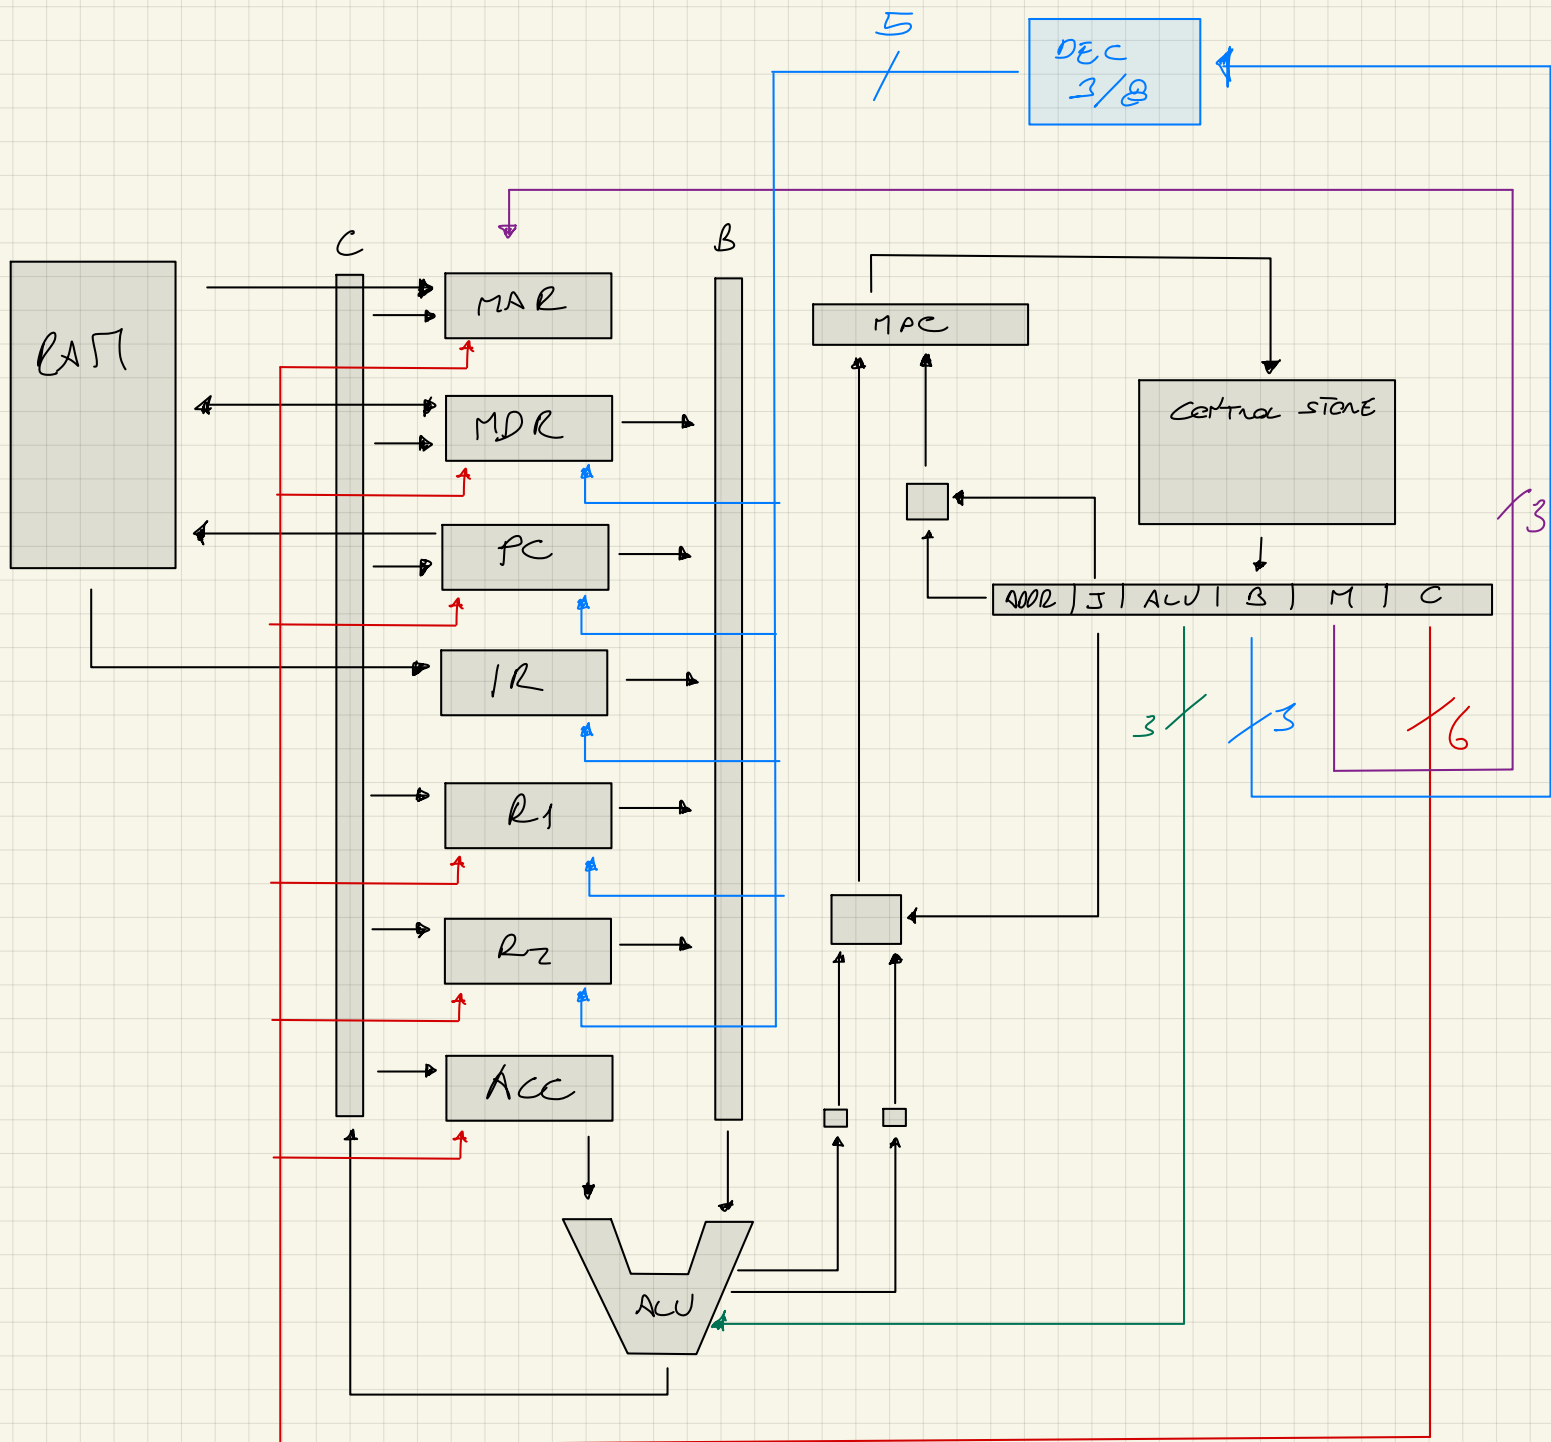 5
DEC
3/8
C
B
MAR
RAM
MPC
CONTROL STORE
MDR
3
PC
ADDR | J | ALU | B | M | C
IR
3
3
6
R1
R2
ACC
ALU